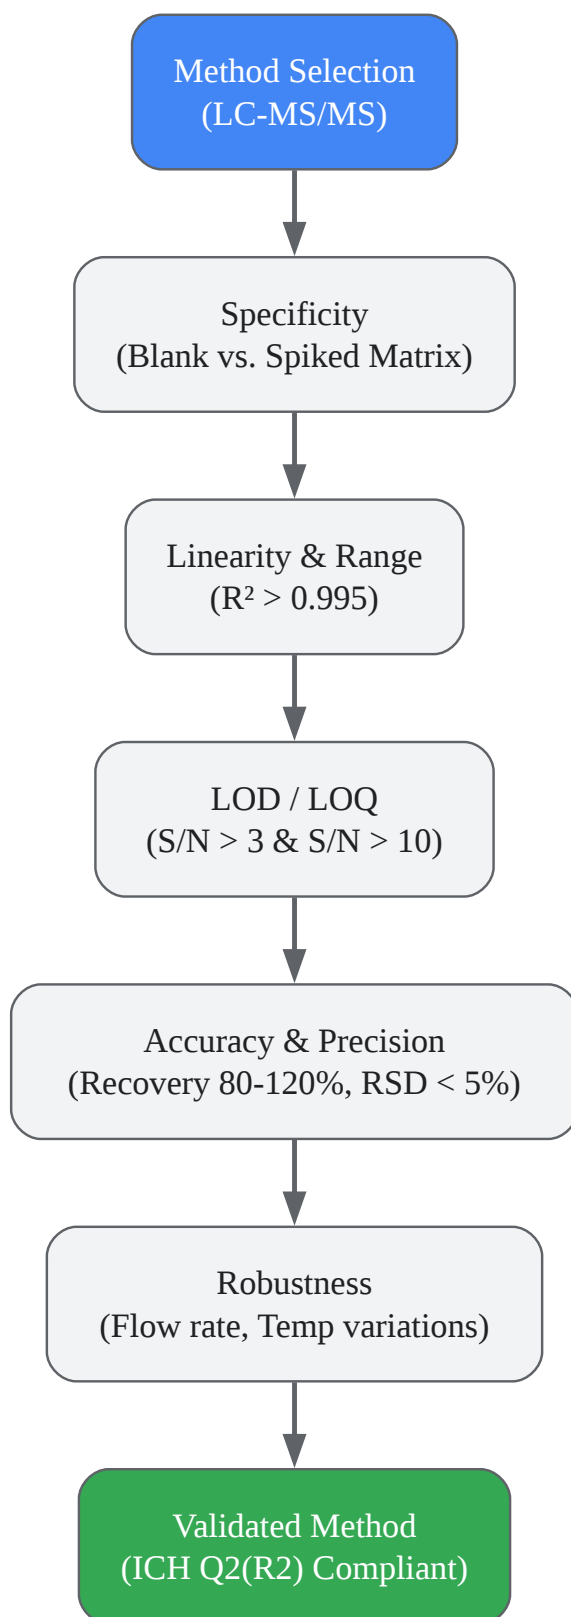 Method Selection
(LC-MS/MS)
Specificity
(Blank vs. Spiked Matrix)
Linearity & Range
(R² > 0.995)
LOD / LOQ
(S/N > 3 & S/N > 10)
Accuracy & Precision
(Recovery 80-120%, RSD < 5%)
Robustness
(Flow rate, Temp variations)
Validated Method
(ICH Q2(R2) Compliant)